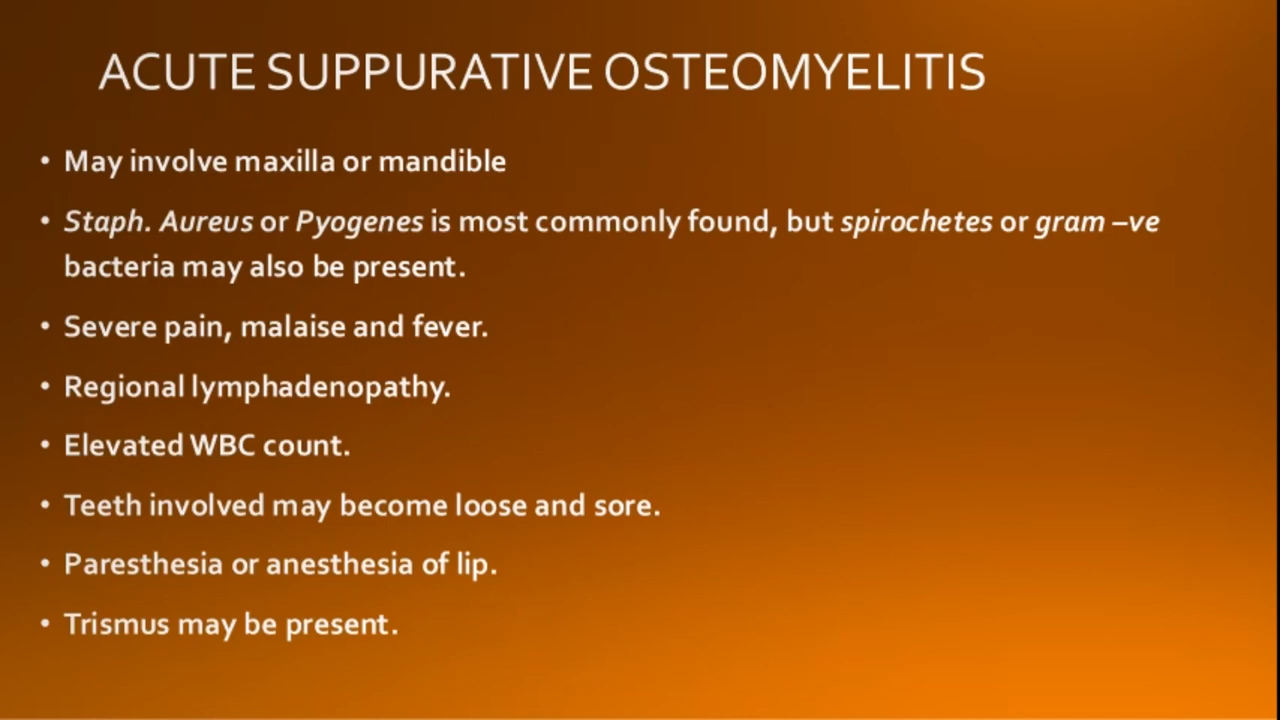 ACUTE SUPPURATIVE OSTEOMYELITIS
• May involve maxilla or mandible
• Staph. Aureus or Pyogenes is most commonly found, but spirochetes or gram –ve
bacteria may also be present.
• Severe pain, malaise and fever.
• Regional lymphadenopathy.
• Elevated WBC count.
• Teeth involved may become loose and sore.
• Paresthesia or anesthesia of lip.
• Trismus may be present.